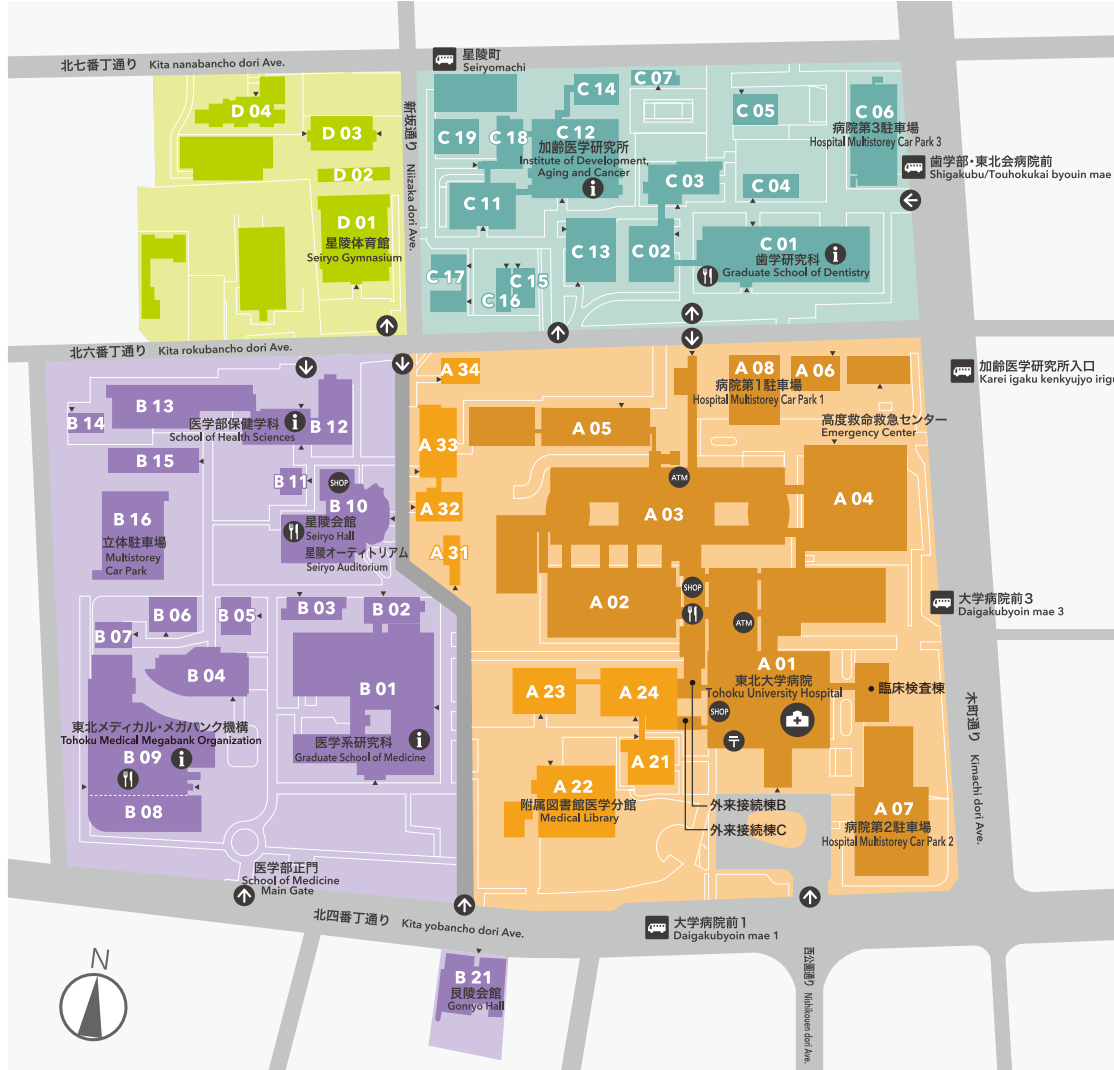 北七番丁通り Kita nanabancho dori Ave.
星陵町
Seiryomachi
新坂通り Niizaka dori Ave.
D 04
D 03
D 02
D 01
星陵体育館
Seiryo Gymnasium
C 07
C 14
C 05
C 06
病院第3駐車場
Hospital Multistorey Car Park 3
C 19
C 18
C 12
加齢医学研究所
Institute of Development,
Aging and Cancer
歯学部・東北会病院前
Shigakubu/Touhokukai byouin mae
C 03
C 04
C 11
C 13
C 02
C 01
歯学研究科
Graduate School of Dentistry
C 17
C 15
C 16
北六番丁通り Kita rokubancho dori Ave.
加齢医学研究所入口
Karei igaku kenkyujyo irigu
A 34
A 08
病院第1駐車場
Hospital Multistorey Car Park 1
A 06
高度救命救急センター
Emergency Center
B 13
B 14
医学部保健学科
School of Health Sciences
B 12
A 33
A 05
B 15
B 11
SHOP
B 10
ATM
A 03
A 04
A 32
B 16
立体駐車場
Multistorey
Car Park
星陵会館
Seiryo Hall
星陵オーディトリアム
Seiryo Auditorium
A 31
B 06
B 05
B 03
B 02
B 07
A 02
SHOP
ATM
大学病院前3
Daigakubyoin mae 3
B 04
B 01
A 23
A 24
A 01
東北大学病院
Tohoku University Hospital
臨床検査棟
SHOP
〒
木町通り Kimachi dori Ave.
東北メディカル・メガバンク機構
Tohoku Medical Megabank Organization
B 09
B 08
医学系研究科
Graduate School of Medicine
A 21
A 22
附属図書館医学分館
Medical Library
外来接続棟B
外来接続棟C
A 07
病院第2駐車場
Hospital Multistorey Car Park 2
医学部正門
School of Medicine
Main Gate
北四番丁通り Kita yobancho dori Ave.
大学病院前1
Daigakubyoin mae 1
西公園通り Nishikouen dori Ave.
B 21
艮陵会館
Gonryo Hall
N